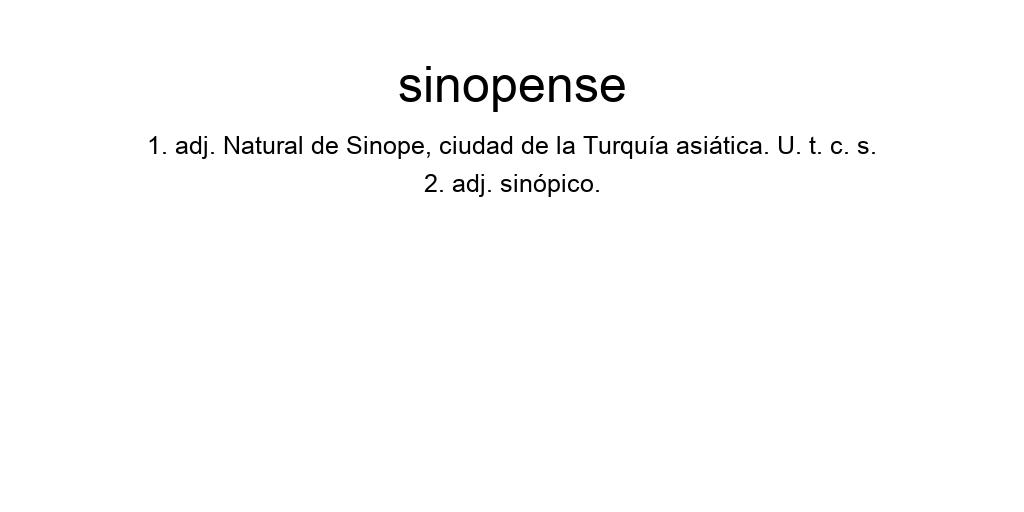 sinopense
1. adj. Natural de Sinope, ciudad de la Turquía asiática. U. t. c. s.
2. adj. sinópico.